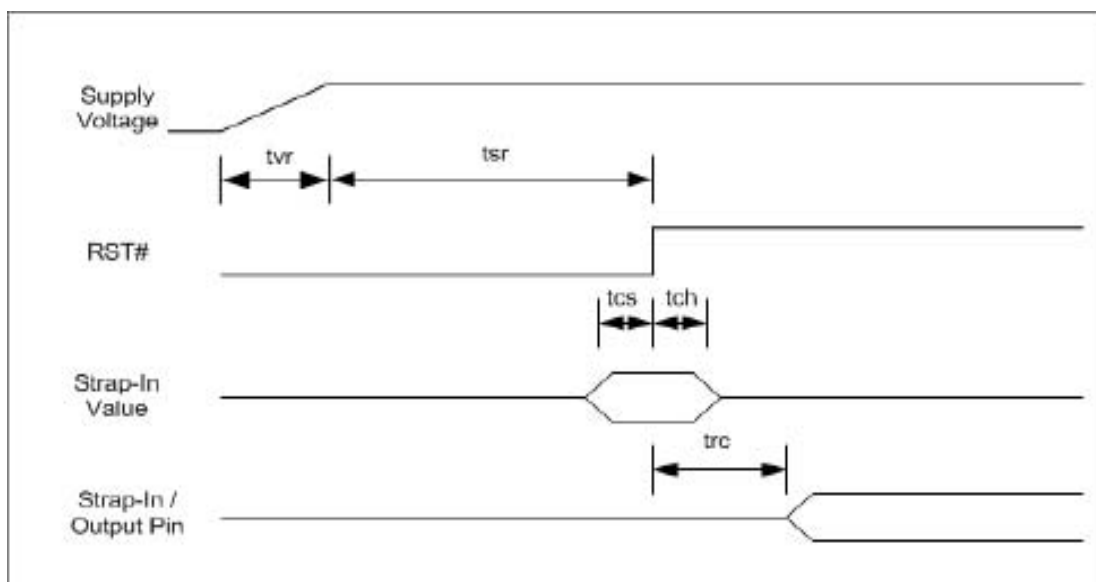 Supply
Voltage
tvr
tsr
RST#
tcs
tch
Strap-In
Value
trc
Strap-In /
Output Pin